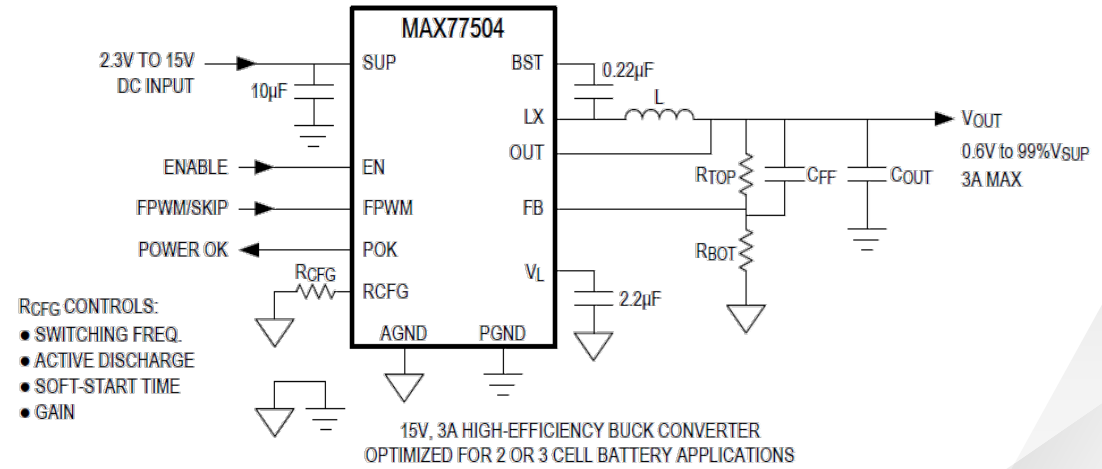 MAX77504
2.3V TO 15V
DC INPUT
10µF
SUP
BST
0.22µF
L
LX
OUT
VOUT
0.6V to 99%VSUP
3A MAX
ENABLE
EN
RTOP
CFF
COUT
FPWM/SKIP
FPWM
FB
POWER OK
POK
RBOT
RCFG
RCFG
VL
2.2µF
AGND
PGND
RCFG CONTROLS:
● SWITCHING FREQ.
● ACTIVE DISCHARGE
● SOFT-START TIME
● GAIN
15V, 3A HIGH-EFFICIENCY BUCK CONVERTER
OPTIMIZED FOR 2 OR 3 CELL BATTERY APPLICATIONS